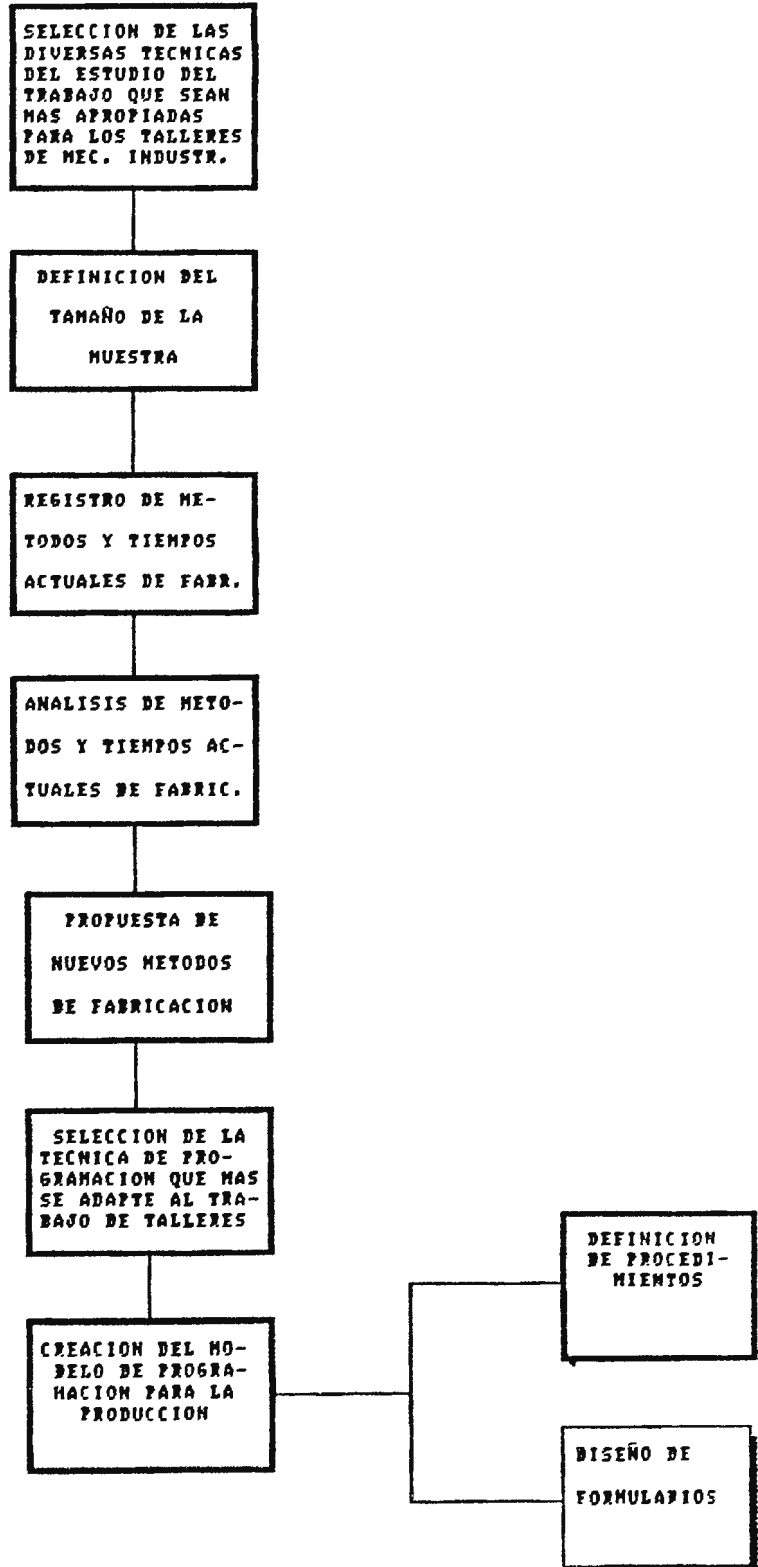 SELECCION DE LAS
DIVERSAS TECNICAS
DEL ESTUDIO DEL
TRABAJO QUE SEAN
MAS APROPIADAS
PARA LOS TALLERES
DE MEC. INDUSTR.
DEFINICION DEL
TAMAÑO DE LA
MUESTRA
REGISTRO DE ME-
TODOS Y TIEMPOS
ACTUALES DE FABR.
ANALISIS DE METO-
DOS Y TIEMPOS AC-
TUALES DE FABRIC.
PROPUESTA DE
NUEVOS METODOS
DE FABRICACION
SELECCION DE LA
TECNICA DE PRO-
GRAMACION QUE MAS
SE ADAPTE AL TRA-
BAJO DE TALLERES
CREACION DEL MO-
DELO DE PROGRA-
MACION PARA LA
PRODUCCION
DEFINICION
DE PROCEDI-
MIENTOS
DISEÑO DE
FORMULARIOS